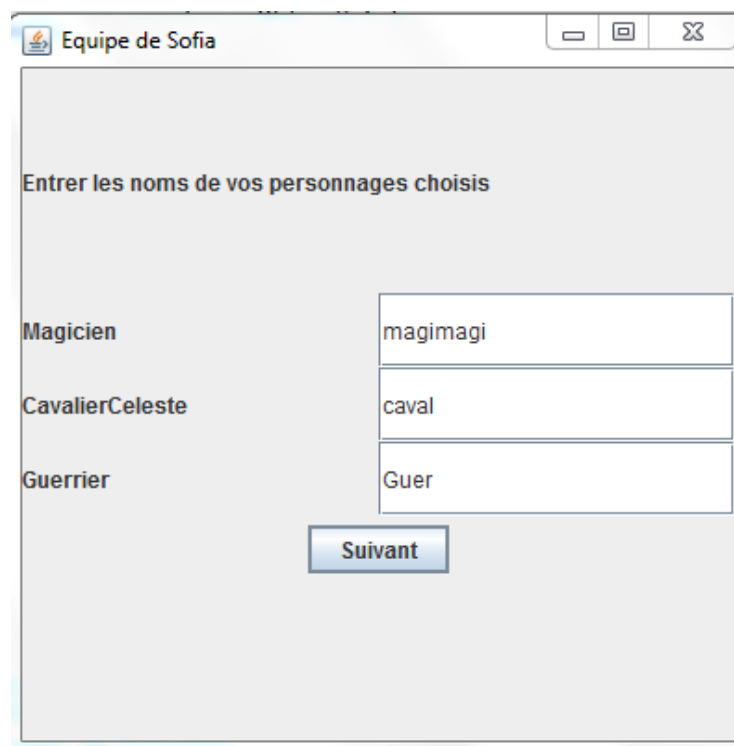 Equipe de Sofia
Entrer les noms de vos personnages choisis
Magicien magimagi
CavalierCeleste caval
Guerrier Guer
Suivant